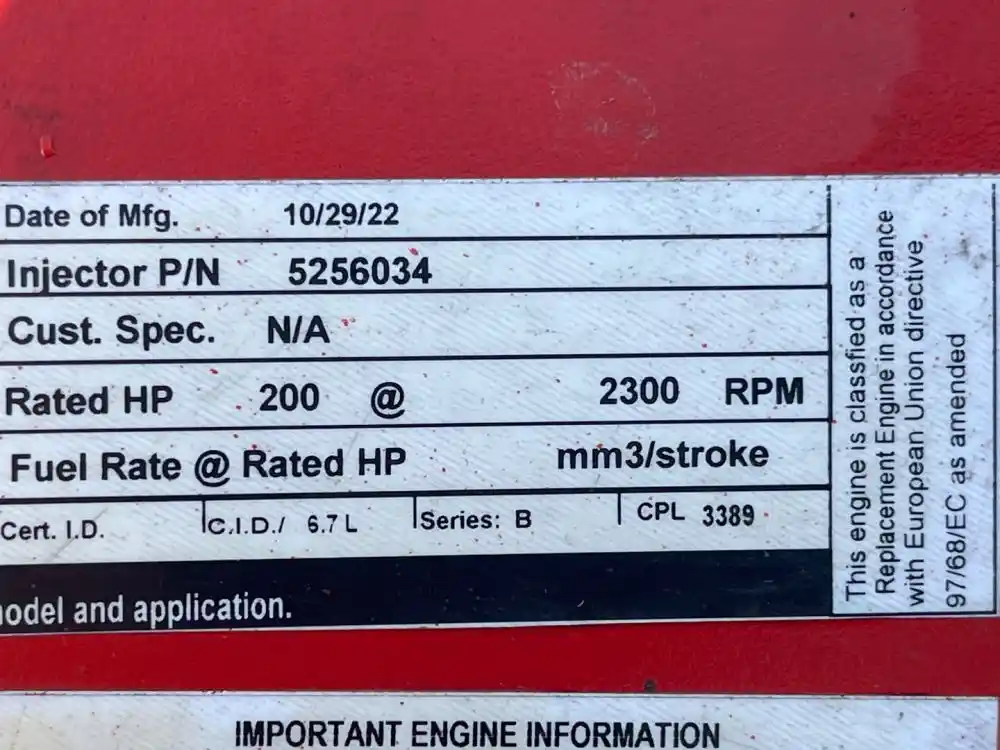 Date of Mfg. 10/29/22
Injector P/N 5256034
Cust. Spec. N/A
Rated HP 200 @ 2300 RPM
Fuel Rate @ Rated HP mm3/stroke
Cert. I.D. C.I.D./ 6.7 L Series: B CPL 3389
model and application.
This engine is classfied as a
Replacement Engine in accordance
with European Union directive
97/68/EC as amended
IMPORTANT ENGINE INFORMATION